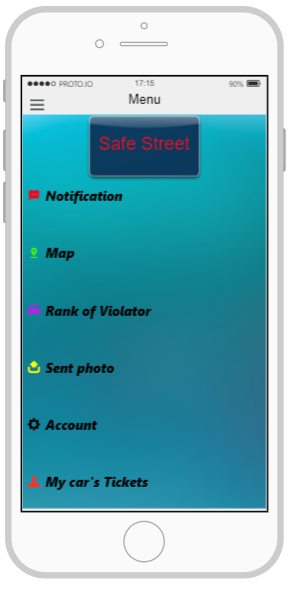 PROTO.IO 17:15 90%
Menu
Safe Street
Notification
Map
Rank of Violator
Sent photo
Account
My car's Tickets